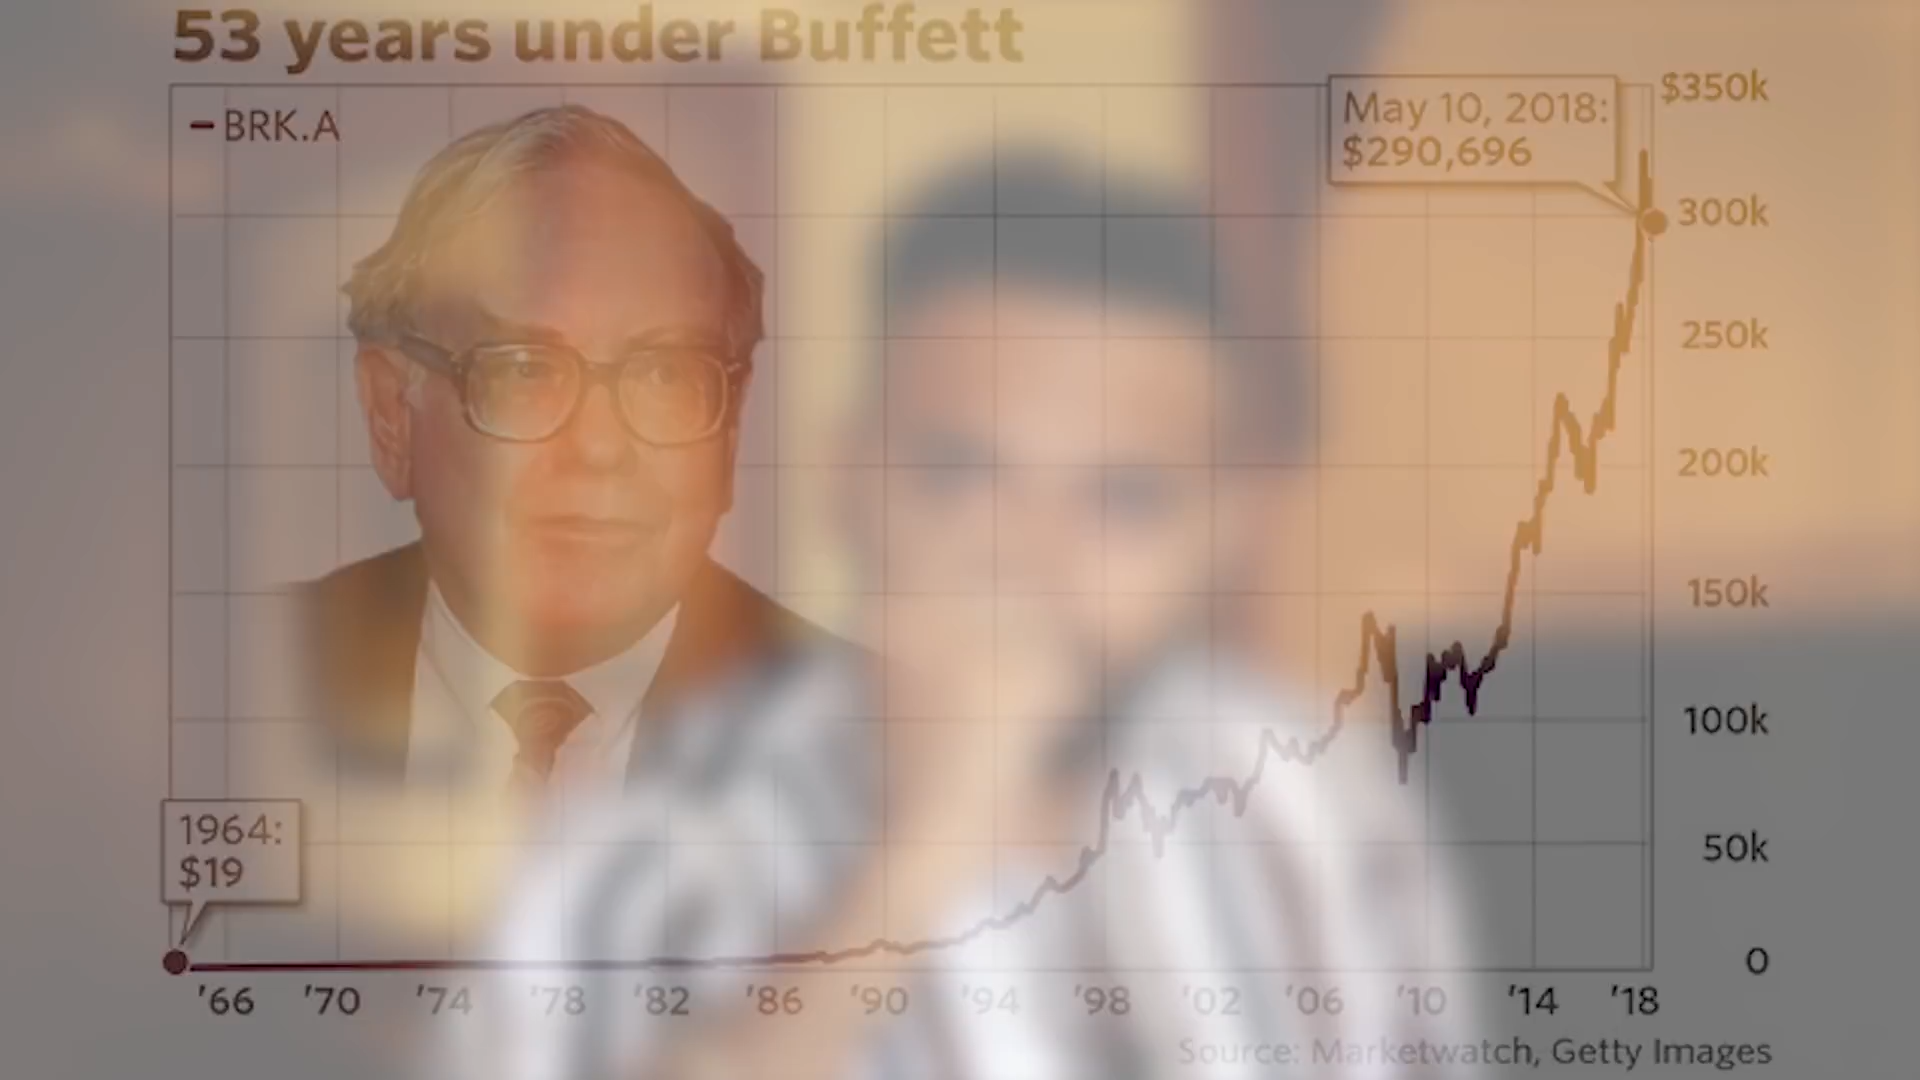 53 years under Buffett
BRK.A
May 10, 2018:
$290,696
$350k
300k
250k
200k
150k
100k
50k
0
1964:
$19
'66 '70 '74 '78 '82 '86 '90 '94 '98 '02 '06 '10 '14 '18
Source: Marketwatch, Getty Images